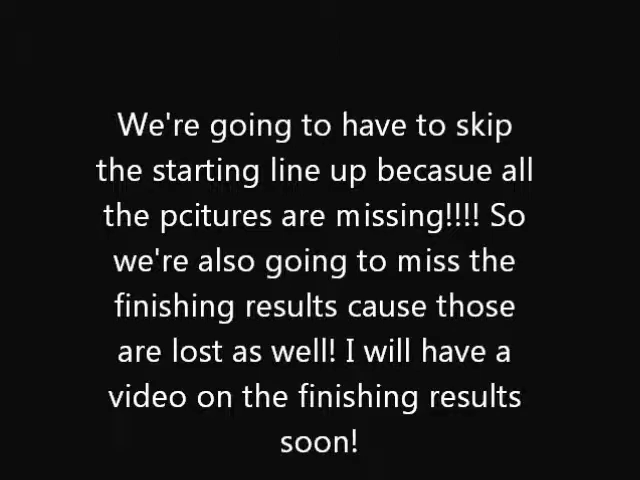 We're going to have to skip
the starting line up becasue all
the pcitures are missing!!!! So
we're also going to miss the
finishing results cause those
are lost as well! I will have a
video on the finishing results
soon!